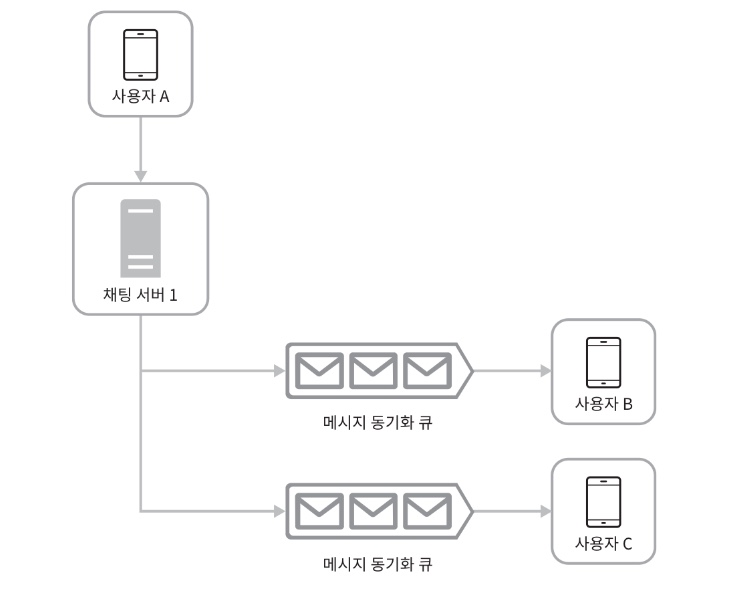 사용자 A
채팅 서버 1
메시지 동기화 큐
사용자 B
메시지 동기화 큐
사용자 C